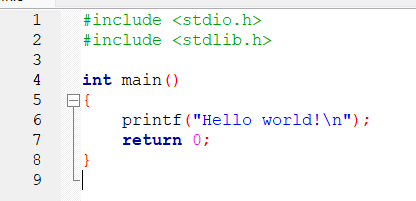 1 #include <stdio.h>
2 #include <stdlib.h>
3
4 int main()
5 {
6     printf("Hello world!\n");
7     return 0;
8 }
9